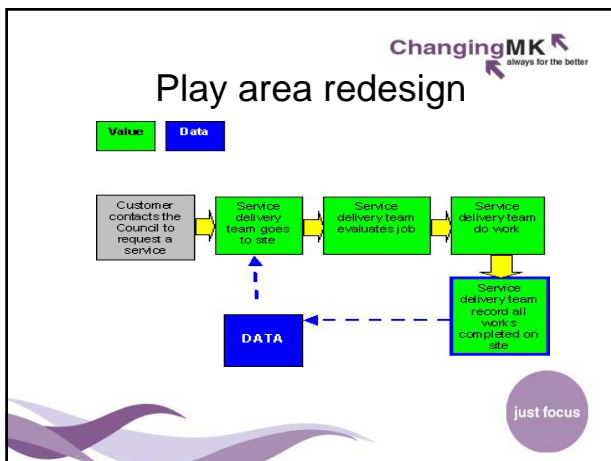 ChangingMK
always for the better
Play area redesign
Value
Data
Customer
contacts the
Council to
request a
service
Service
delivery
team goes
to site
Service
delivery team
evaluates job
Service
delivery team
do work
Service
delivery team
record all
works
completed on
site
DATA
just focus